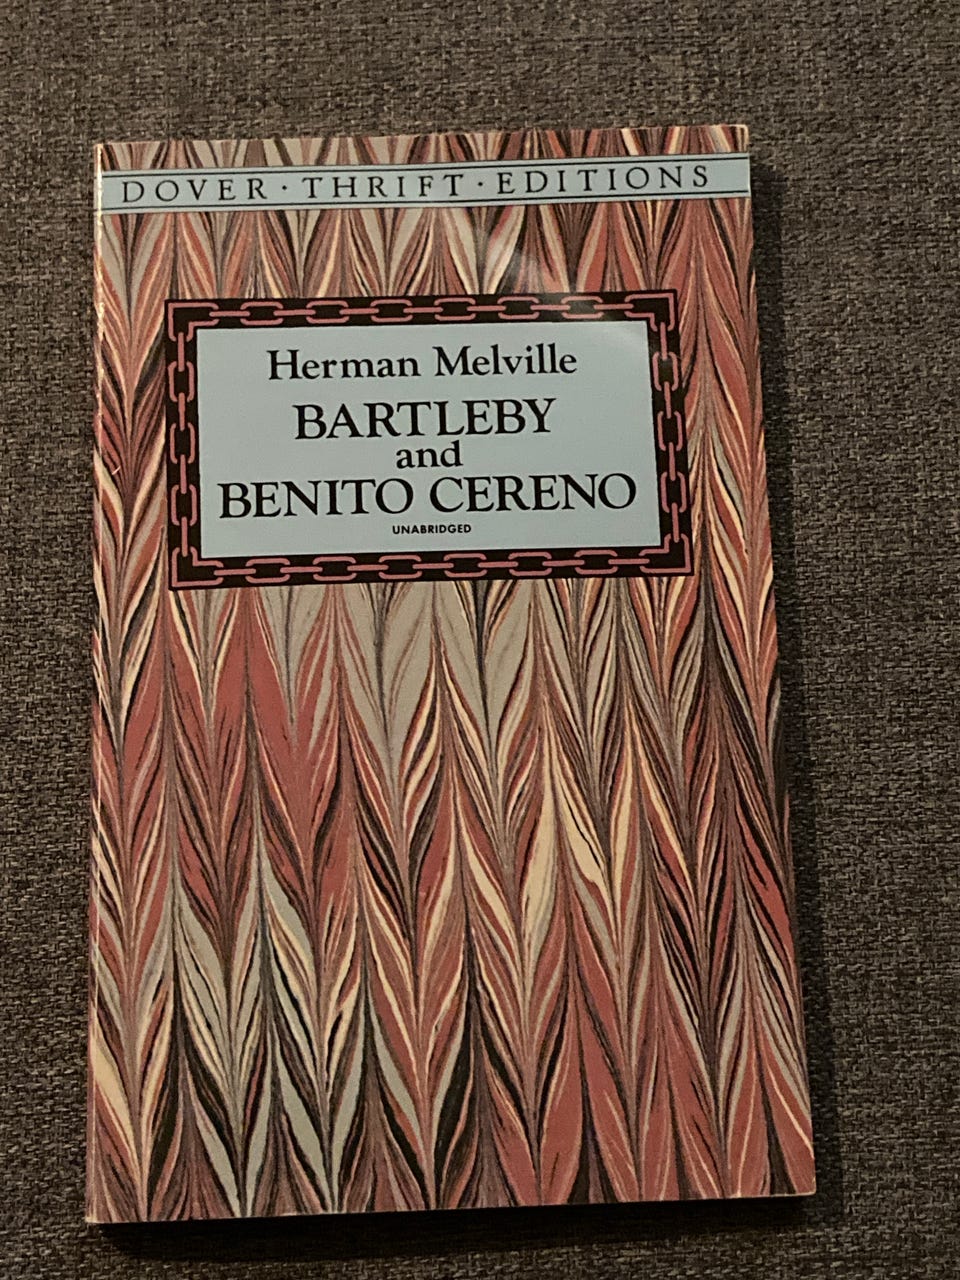 DOVER · THRIFT · EDITIONS
Herman Melville
BARTLEBY
and
BENITO CERENO
UNABRIDGED